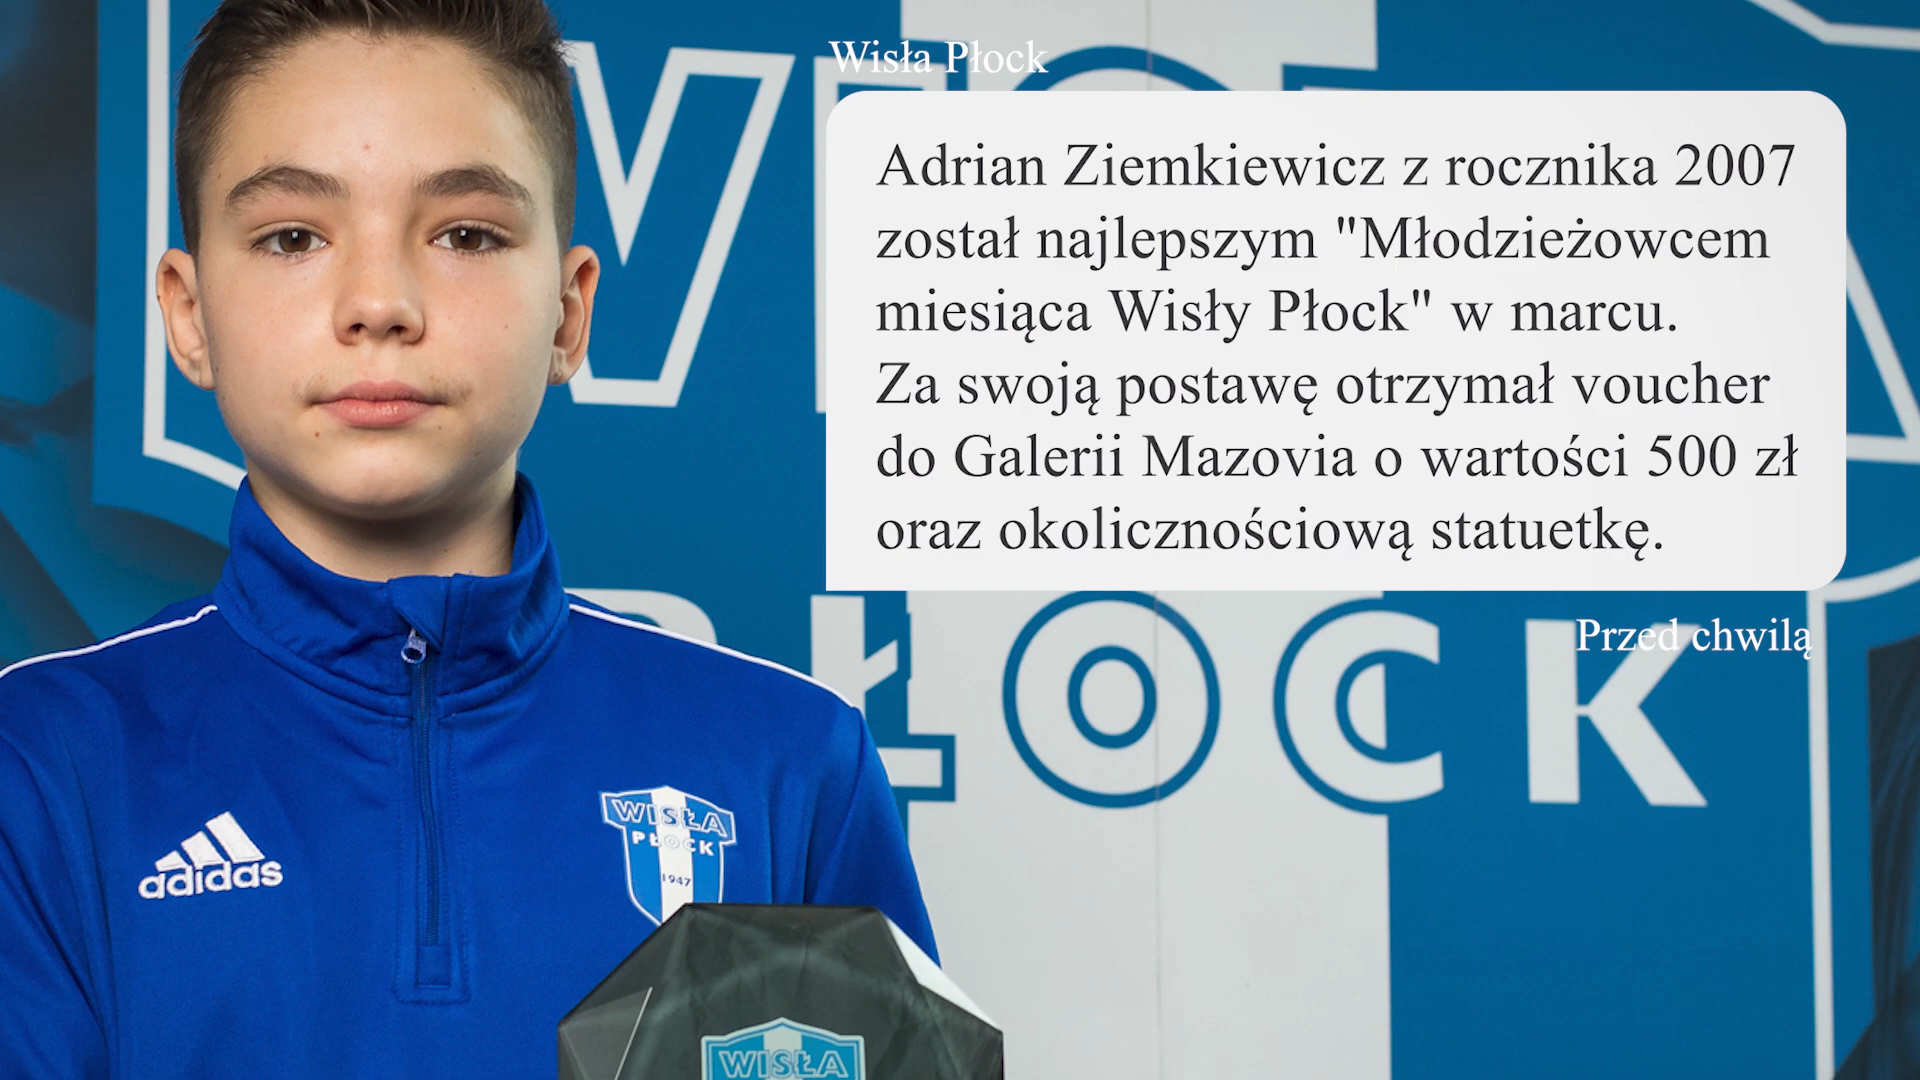 Wisła Płock
Adrian Ziemkiewicz z rocznika 2007
został najlepszym "Młodzieżowcem
miesiąca Wisły Płock" w marcu.
Za swoją postawę otrzymał voucher
do Galerii Mazovia o wartości 500 zł
oraz okolicznościową statuetkę.
Przed chwilą
ŁOCK
adidas
WISŁA
PŁOCK
1947
WISŁA